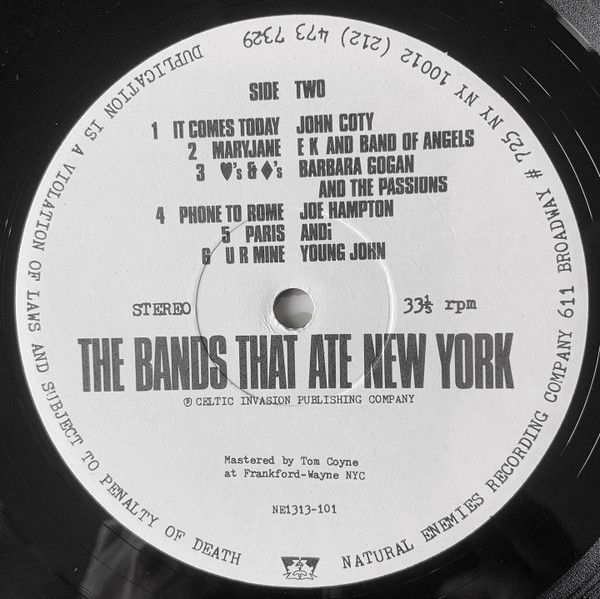 SIDE TWO
1 IT COMES TODAY JOHN COTY
2 MARYJANE E K AND BAND OF ANGELS
3 ♥'s & ♦'s BARBARA GOGAN
AND THE PASSIONS
4 PHONE TO ROME JOE HAMPTON
5 PARIS ANDi
6 U R MINE YOUNG JOHN
STEREO 33⅓ rpm
THE BANDS THAT ATE NEW YORK
℗ CELTIC INVASION PUBLISHING COMPANY
Mastered by Tom Coyne
at Frankford-Wayne NYC
NE1313-101
NATURAL ENEMIES RECORDING COMPANY 611 BROADWAY # 725 NY NY 10012 (212) 473 7329
DUPLICATION IS A VIOLATION OF LAWS AND SUBJECT TO PENALTY OF DEATH